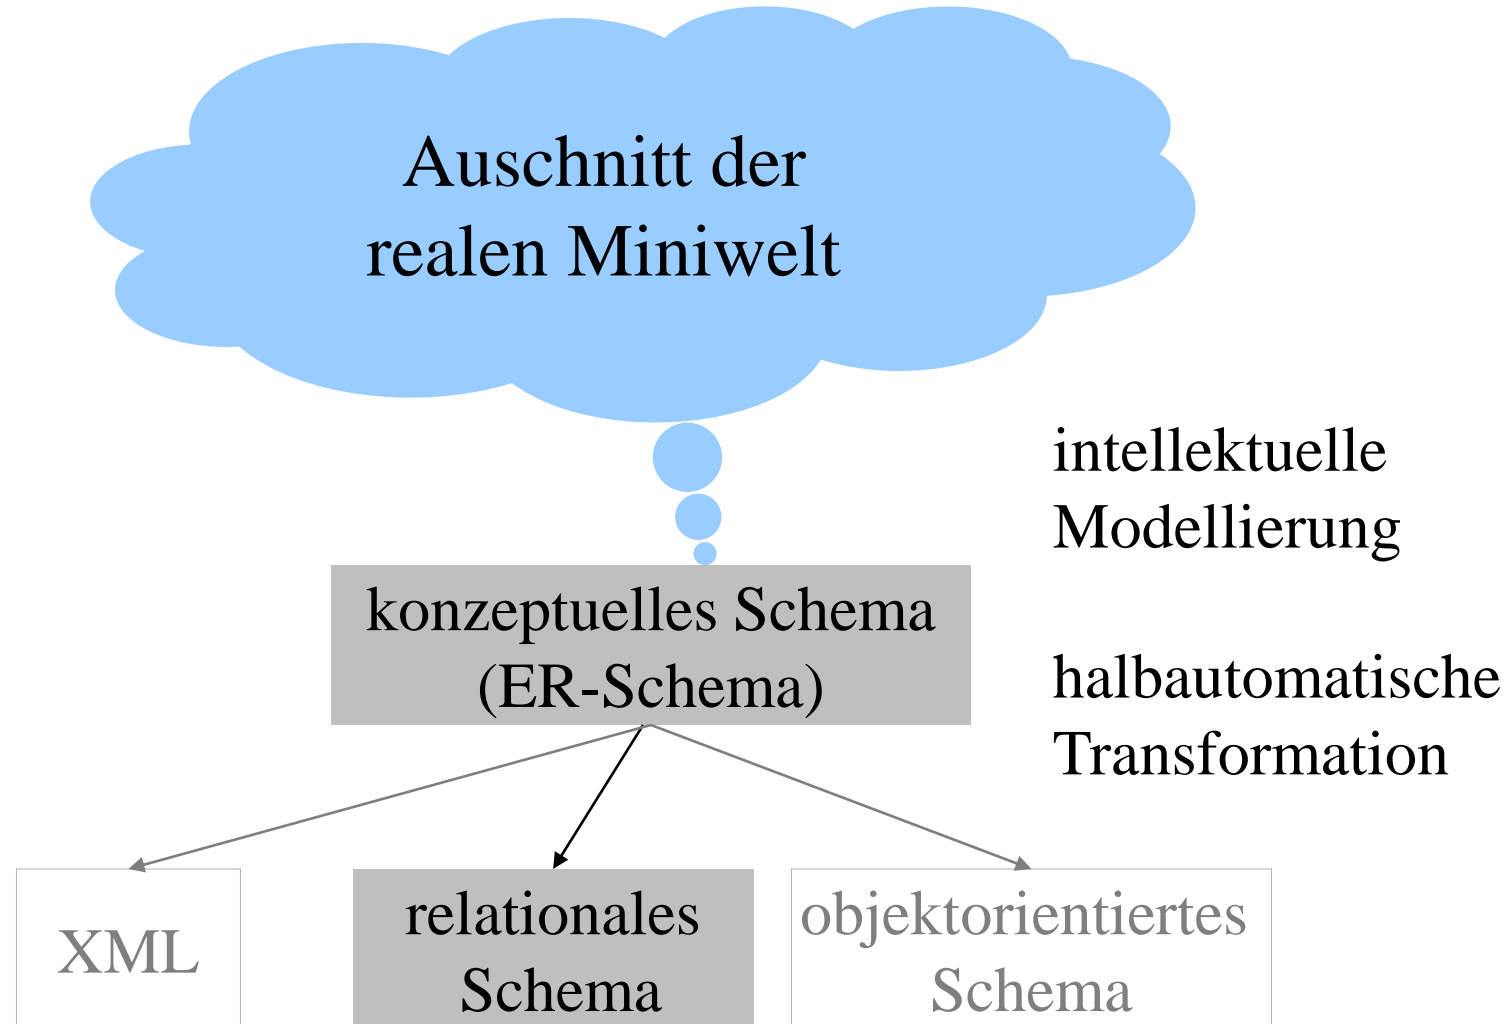 Auschnitt der
realen Miniwelt
intellektuelle
Modellierung
konzeptuelles Schema
(ER-Schema)
halbautomatische
Transformation
XML
relationales
Schema
objektorientiertes
Schema